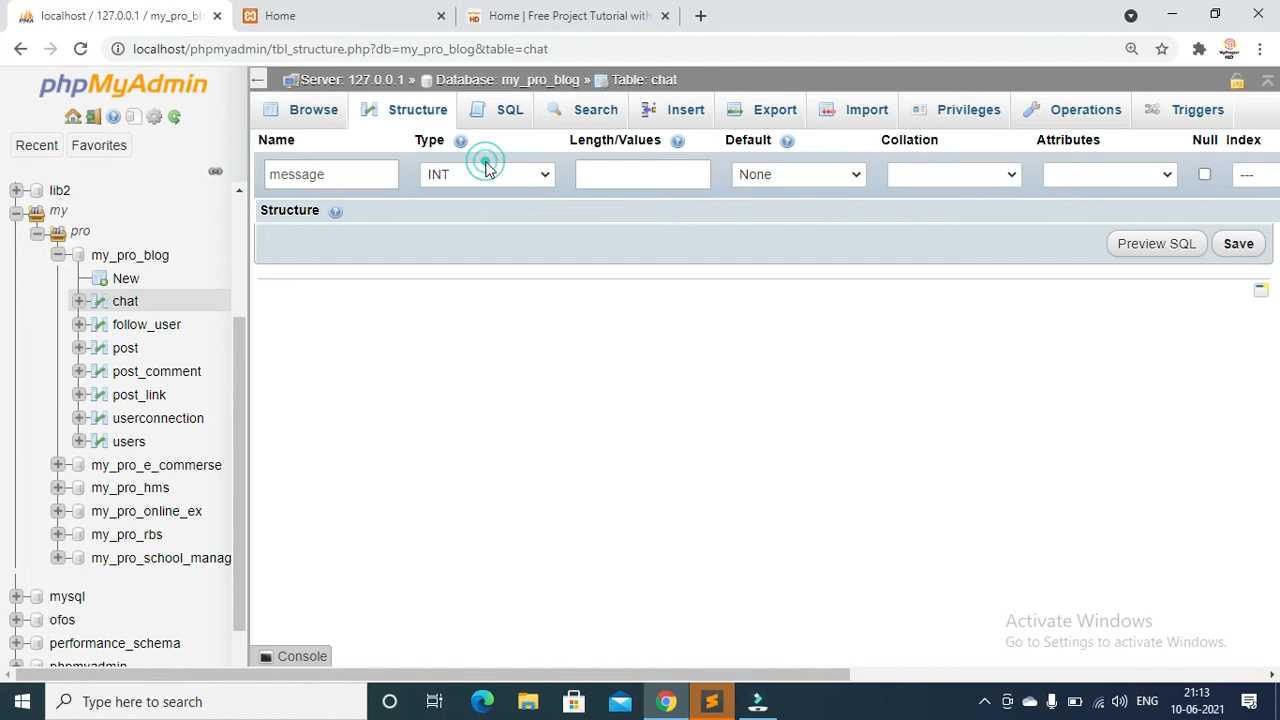 localhost / 127.0.0.1 / my_pro_blo
Home
Home | Free Project Tutorial with
localhost/phpmyadmin/tbl_structure.php?db=my_pro_blog&table=chat
phpMyAdmin
Recent
Favorites
lib2
my
pro
my_pro_blog
New
chat
follow_user
post
post_comment
post_link
userconnection
users
my_pro_e_commerse
my_pro_hms
my_pro_online_ex
my_pro_rbs
my_pro_school_manag
mysql
ofos
performance_schema
phpmyadmin
Server: 127.0.0.1 » Database: my_pro_blog » Table: chat
Browse Structure SQL Search Insert Export Import Privileges Operations Triggers
Name Type Length/Values Default Collation Attributes Null Index
message INT None ---
Structure
Preview SQL Save
Console
Activate Windows
Go to Settings to activate Windows.
Type here to search
ENG
21:13
10-06-2021